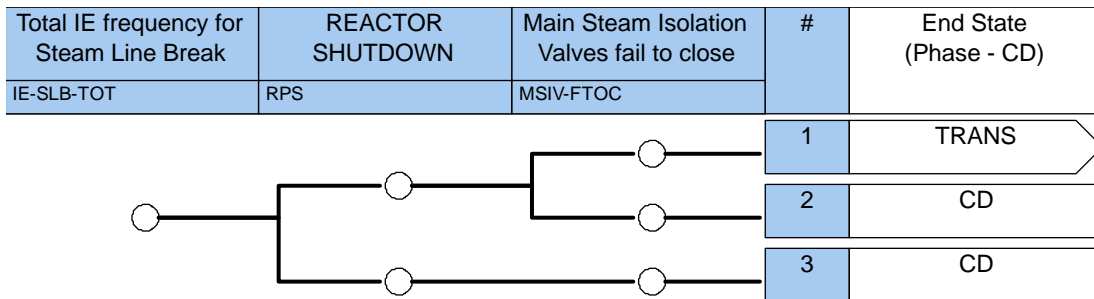 Total IE frequency for
Steam Line Break
REACTOR
SHUTDOWN
Main Steam Isolation
Valves fail to close
#
End State
(Phase - CD)
IE-SLB-TOT
RPS
MSIV-FTOC
1
TRANS
2
CD
3
CD